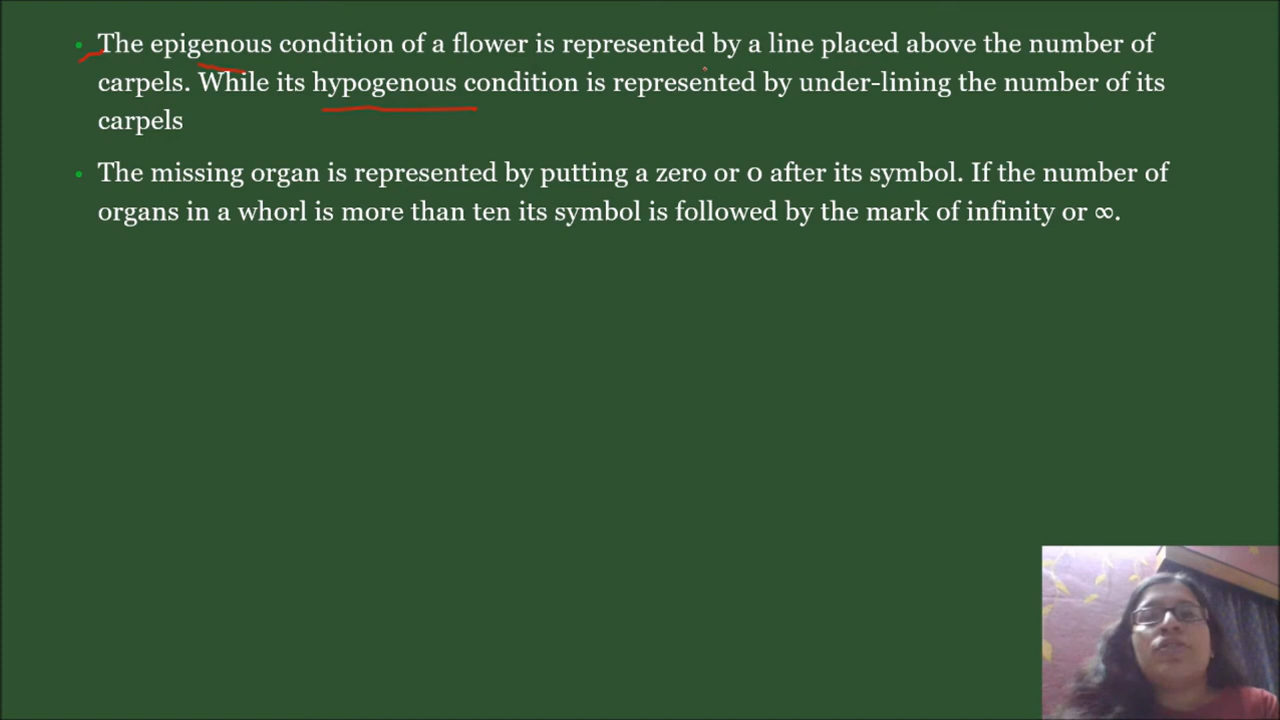 • The epigenous condition of a flower is represented by a line placed above the number of
carpels. While its hypogenous condition is represented by under-lining the number of its
carpels
• The missing organ is represented by putting a zero or 0 after its symbol. If the number of
organs in a whorl is more than ten its symbol is followed by the mark of infinity or ∞.